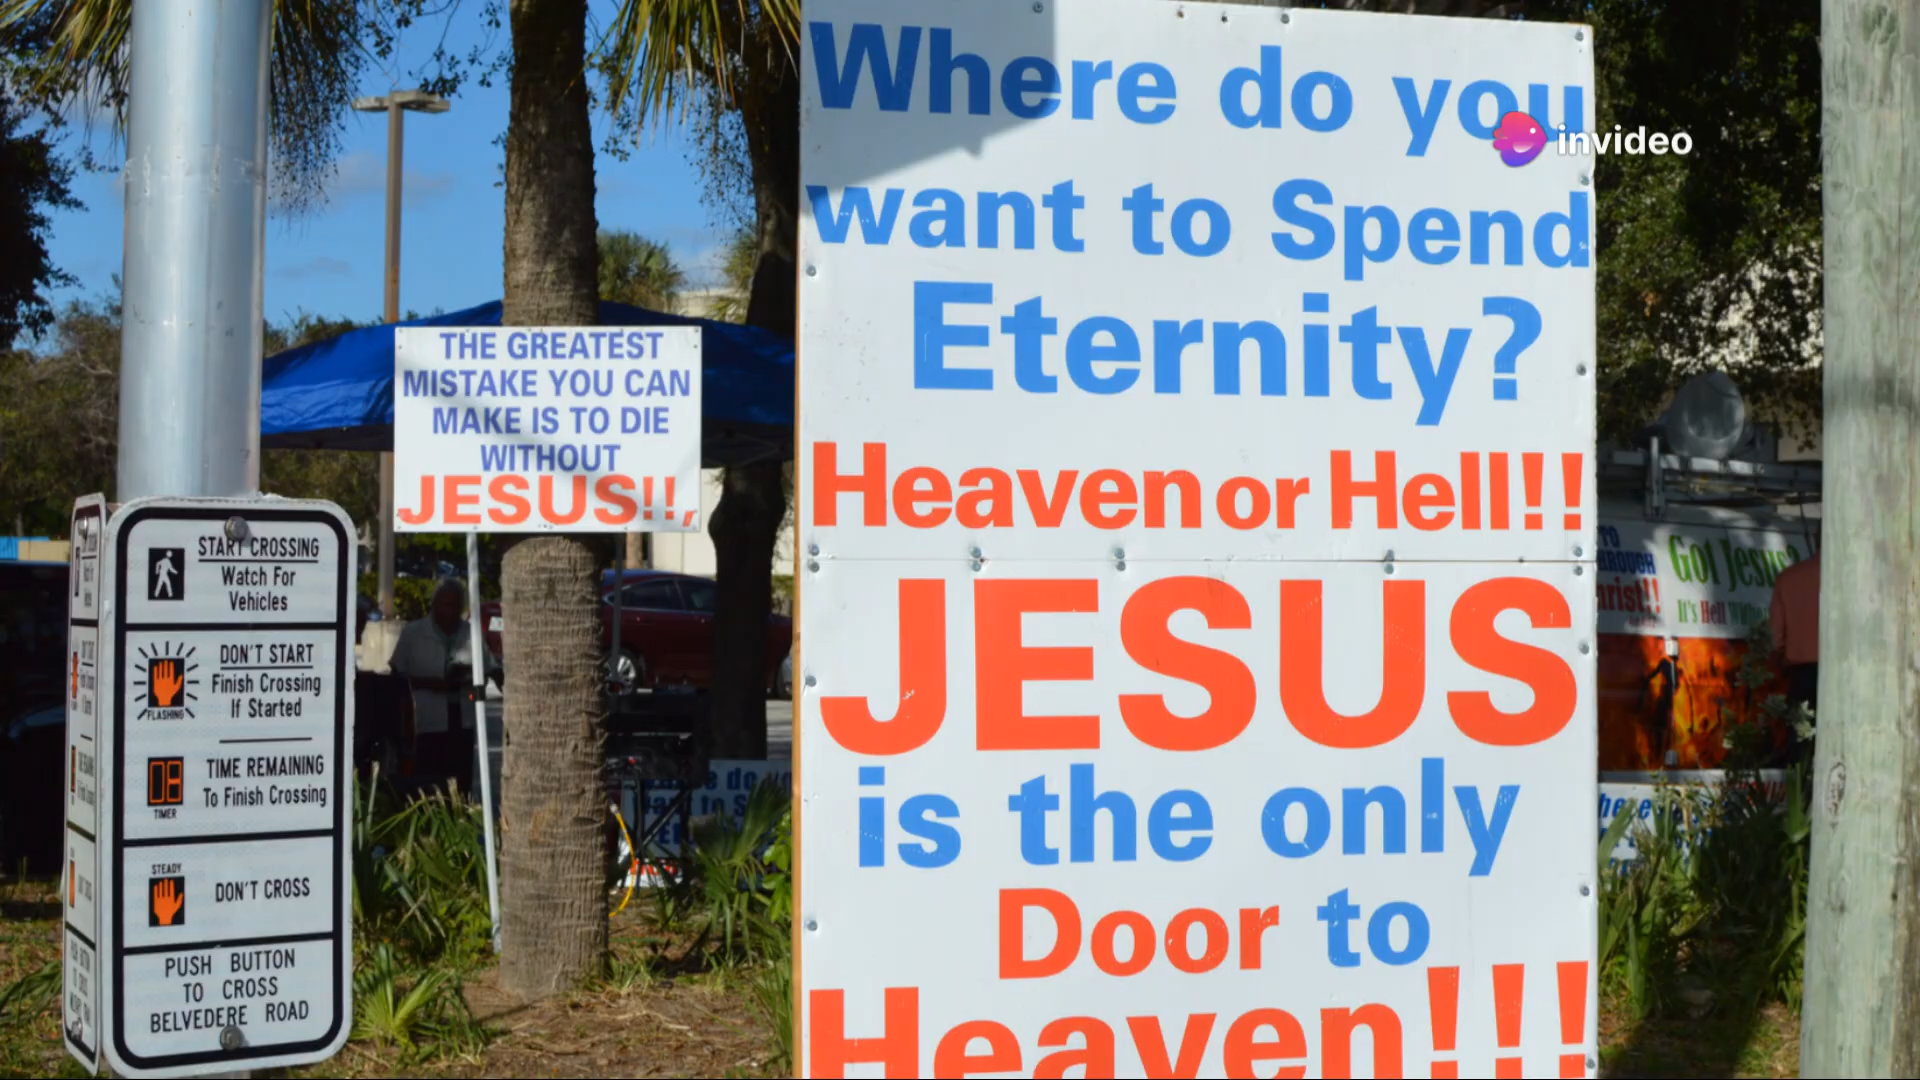 Where do you
want to Spend
Eternity?
Heaven or Hell!!
JESUS
is the only
Door to
Heaven!!!
invideo
THE GREATEST
MISTAKE YOU CAN
MAKE IS TO DIE
WITHOUT
JESUS!!,
START CROSSING
Watch For
Vehicles
DON'T START
Finish Crossing
If Started
FLASHING
TIME REMAINING
To Finish Crossing
08
TIMER
STEADY
DON'T CROSS
PUSH BUTTON
TO CROSS
BELVEDERE ROAD
Got Jesus?
It's Hell